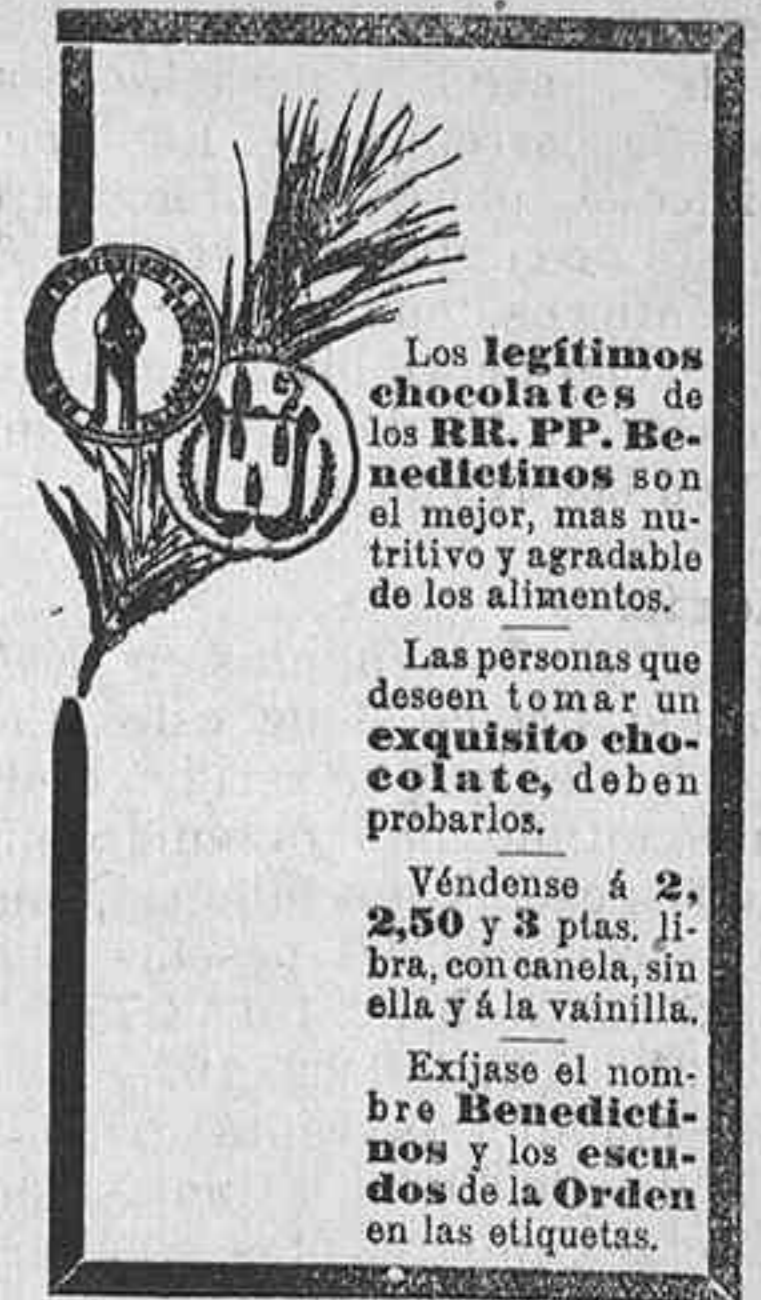 Los legítimos
chocolates de
los RR. PP. Be-
nedictinos son
el mejor, mas nu-
tritivo y agradable
de los alimentos.
Las personas que
deseen tomar un
exquisito cho-
colate, deben
probarlos.
Véndense á 2,
2,50 y 3 ptas. li-
bra, con canela, sin
ella y á la vainilla.
Exíjase el nom-
bre Benedicti-
nos y los escu-
dos de la Orden
en las etiquetas.